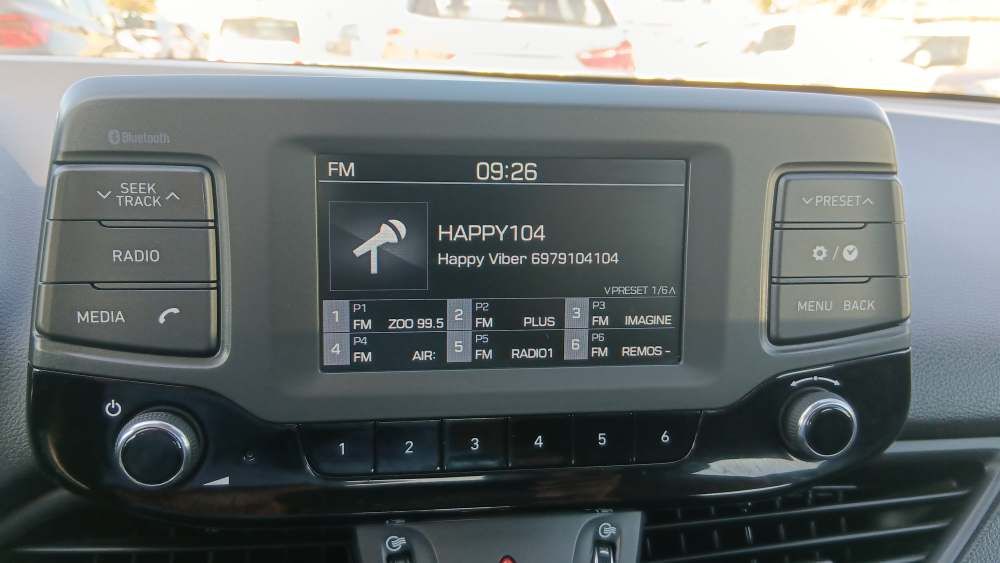 Bluetooth
SEEK
TRACK
RADIO
MEDIA
FM 09:26
HAPPY104
Happy Viber 6979104104
PRESET 1/6
1 P1 FM ZOO 99.5
2 P2 FM PLUS
3 P3 FM IMAGINE
4 P4 FM AIR:
5 P5 FM RADIO1
6 P6 FM REMOS -
PRESET
/
MENU BACK
1 2 3 4 5 6